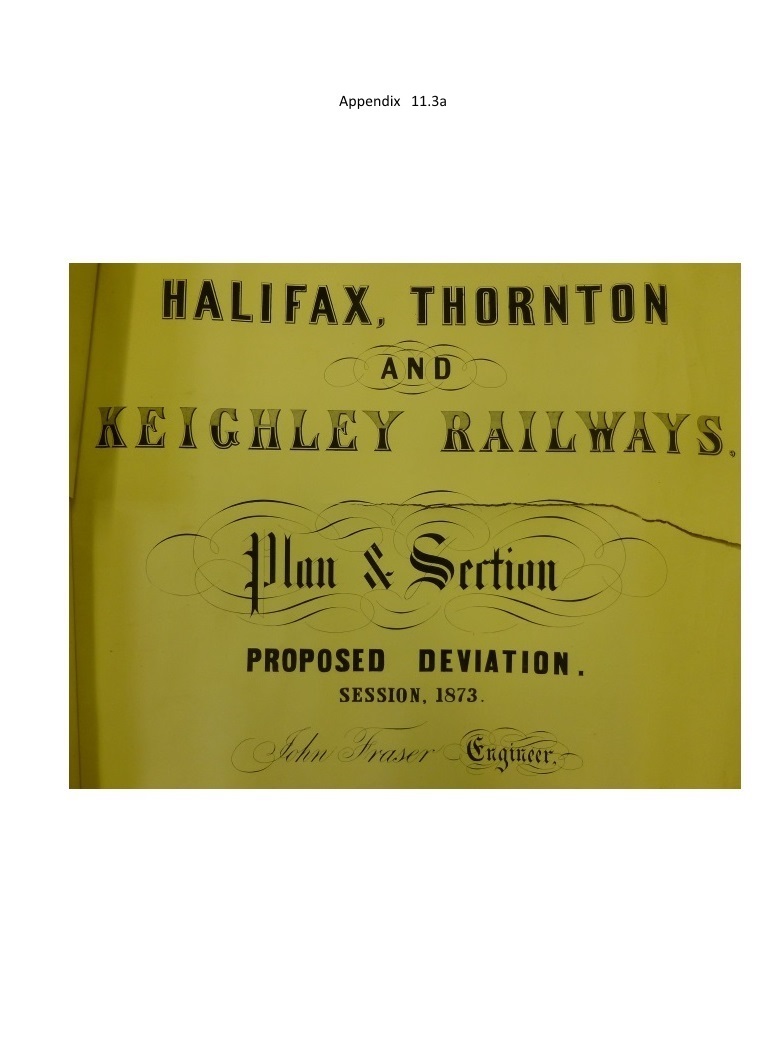 Appendix 11.3a
HALIFAX, THORNTON
AND
KEIGHLEY RAILWAYS.
Plan & Section
PROPOSED DEVIATION.
SESSION, 1873.
John Fraser Engineer.